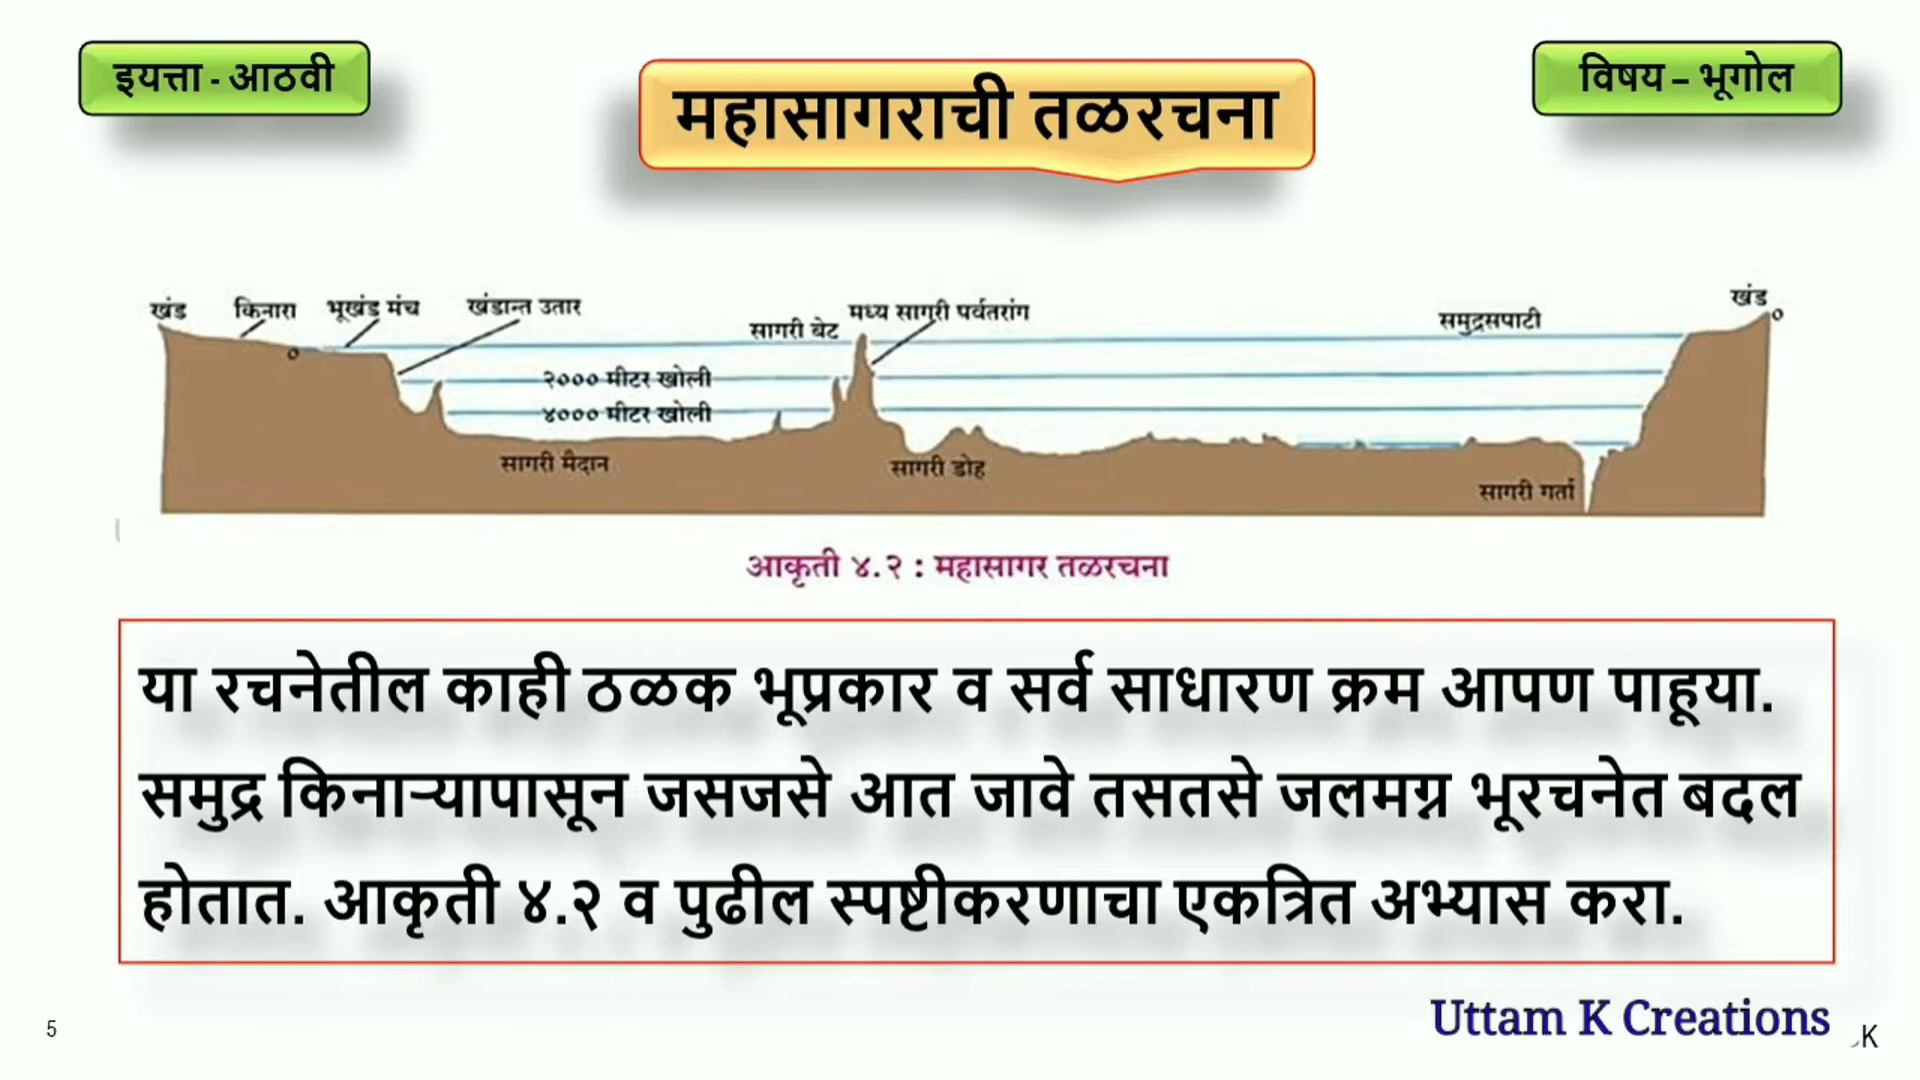 इयत्ता - आठवी
महासागराची तळरचना
विषय – भूगोल
खंड
किनारा
भूखंड मंच
खंडान्त उतार
सागरी बेट
मध्य सागरी पर्वतरांग
समुद्रसपाटी
खंड
०
०
२००० मीटर खोली
४००० मीटर खोली
सागरी मैदान
सागरी डोह
सागरी गर्ता
आकृती ४.२ : महासागर तळरचना
या रचनेतील काही ठळक भूप्रकार व सर्व साधारण क्रम आपण पाहूया.
समुद्र किनाऱ्यापासून जसजसे आत जावे तसतसे जलमग्न भूरचनेत बदल
होतात. आकृती ४.२ व पुढील स्पष्टीकरणाचा एकत्रित अभ्यास करा.
Uttam K Creations
5